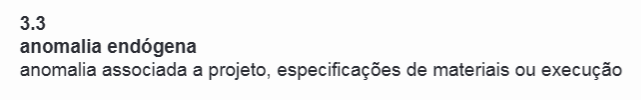 3.3
anomalia endógena
anomalia associada a projeto, especificações de materiais ou execução